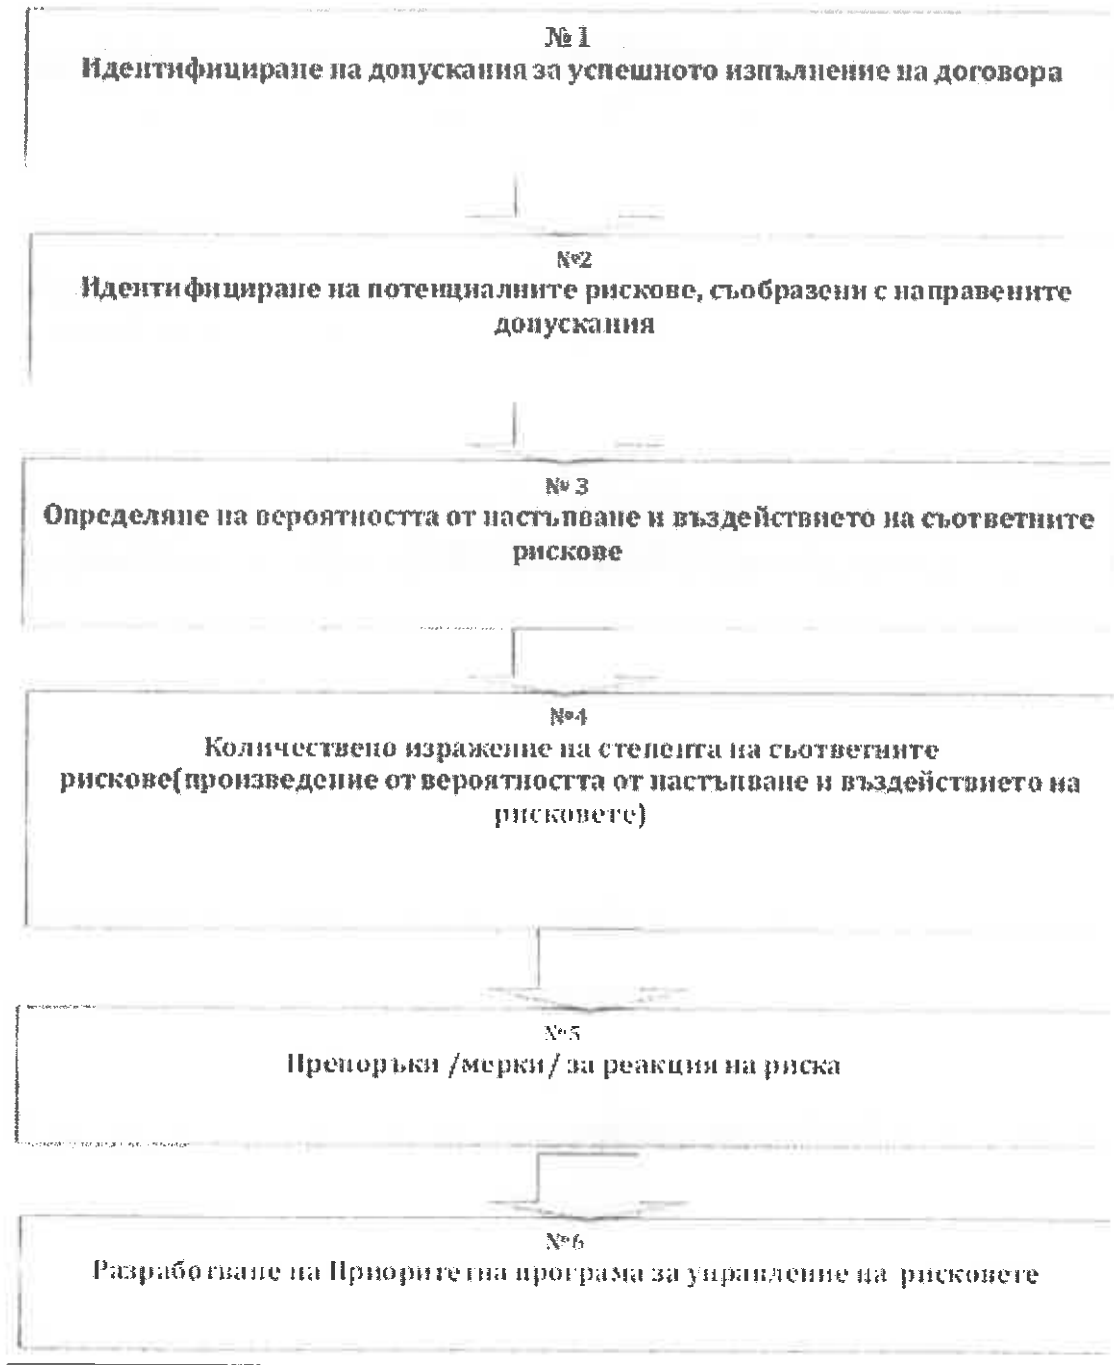 № 1
Идентифициране на допускания за успешното изпълнение на договора
№2
Идентифициране на потенциалните рискове, съобразени с направените
допускания
№ 3
Определяне на вероятността от настъпване и въздействието на съответните
рискове
№4
Количествено изражение на степента на съответните
рискове(произведение от вероятността от настъпване и въздействието на
рисковете)
№5
Препоръки /мерки/ за реакция на риска
№6
Разработване на Приоритетна програма за управление на рисковете